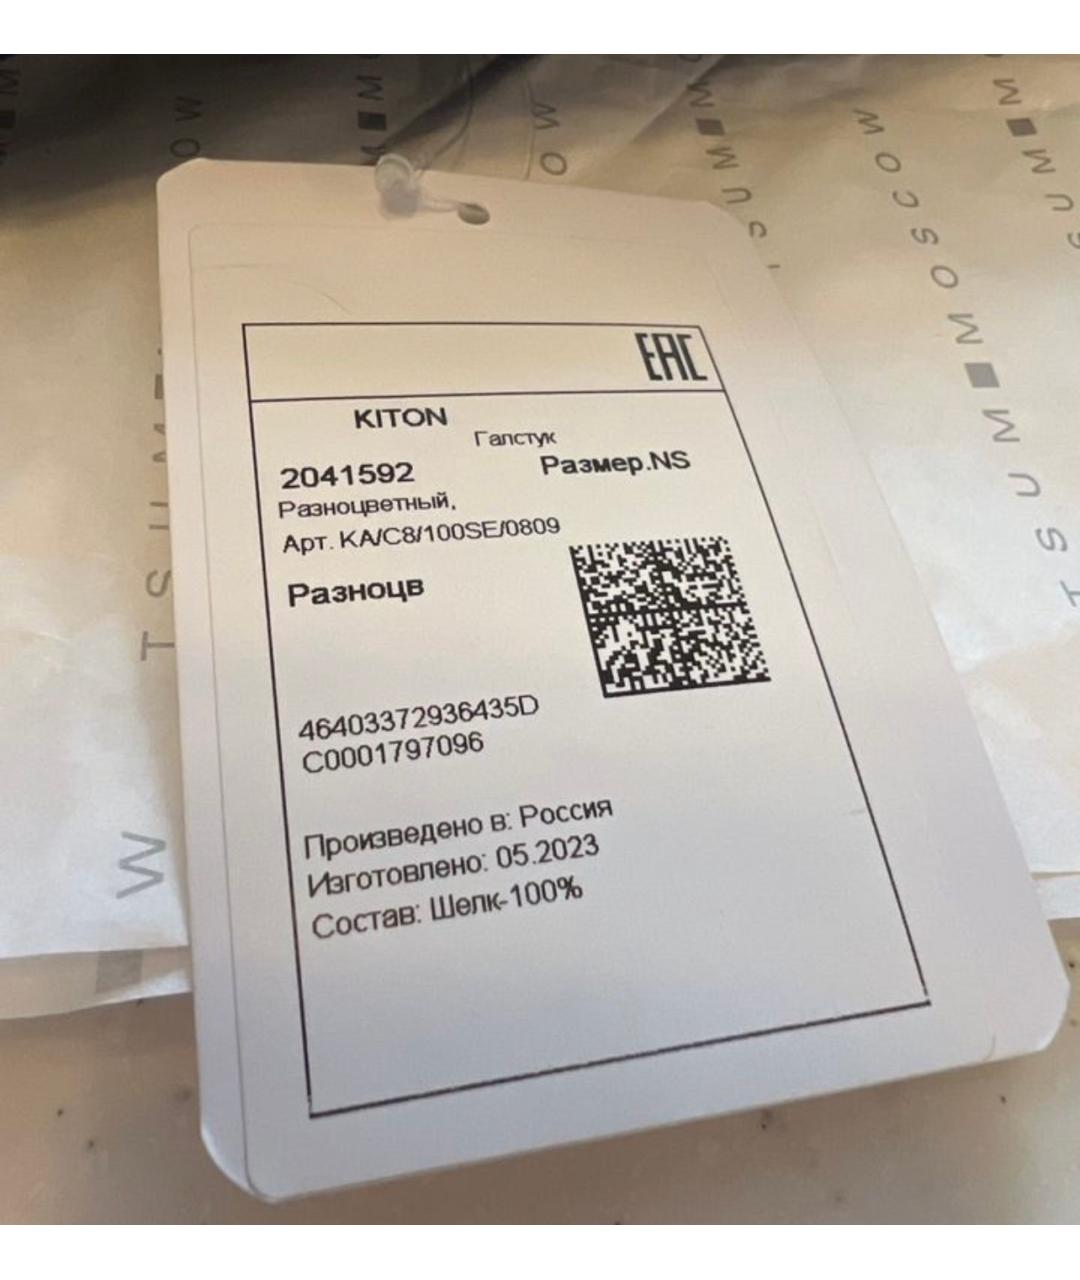 EAC
KITON
Галстук
2041592 Размер.NS
Разноцветный,
Арт. KA/C8/100SE/0809
Разноцв
46403372936435D
C0001797096
Произведено в: Россия
Изготовлено: 05.2023
Состав: Шелк-100%
TSUM■MOSCOW